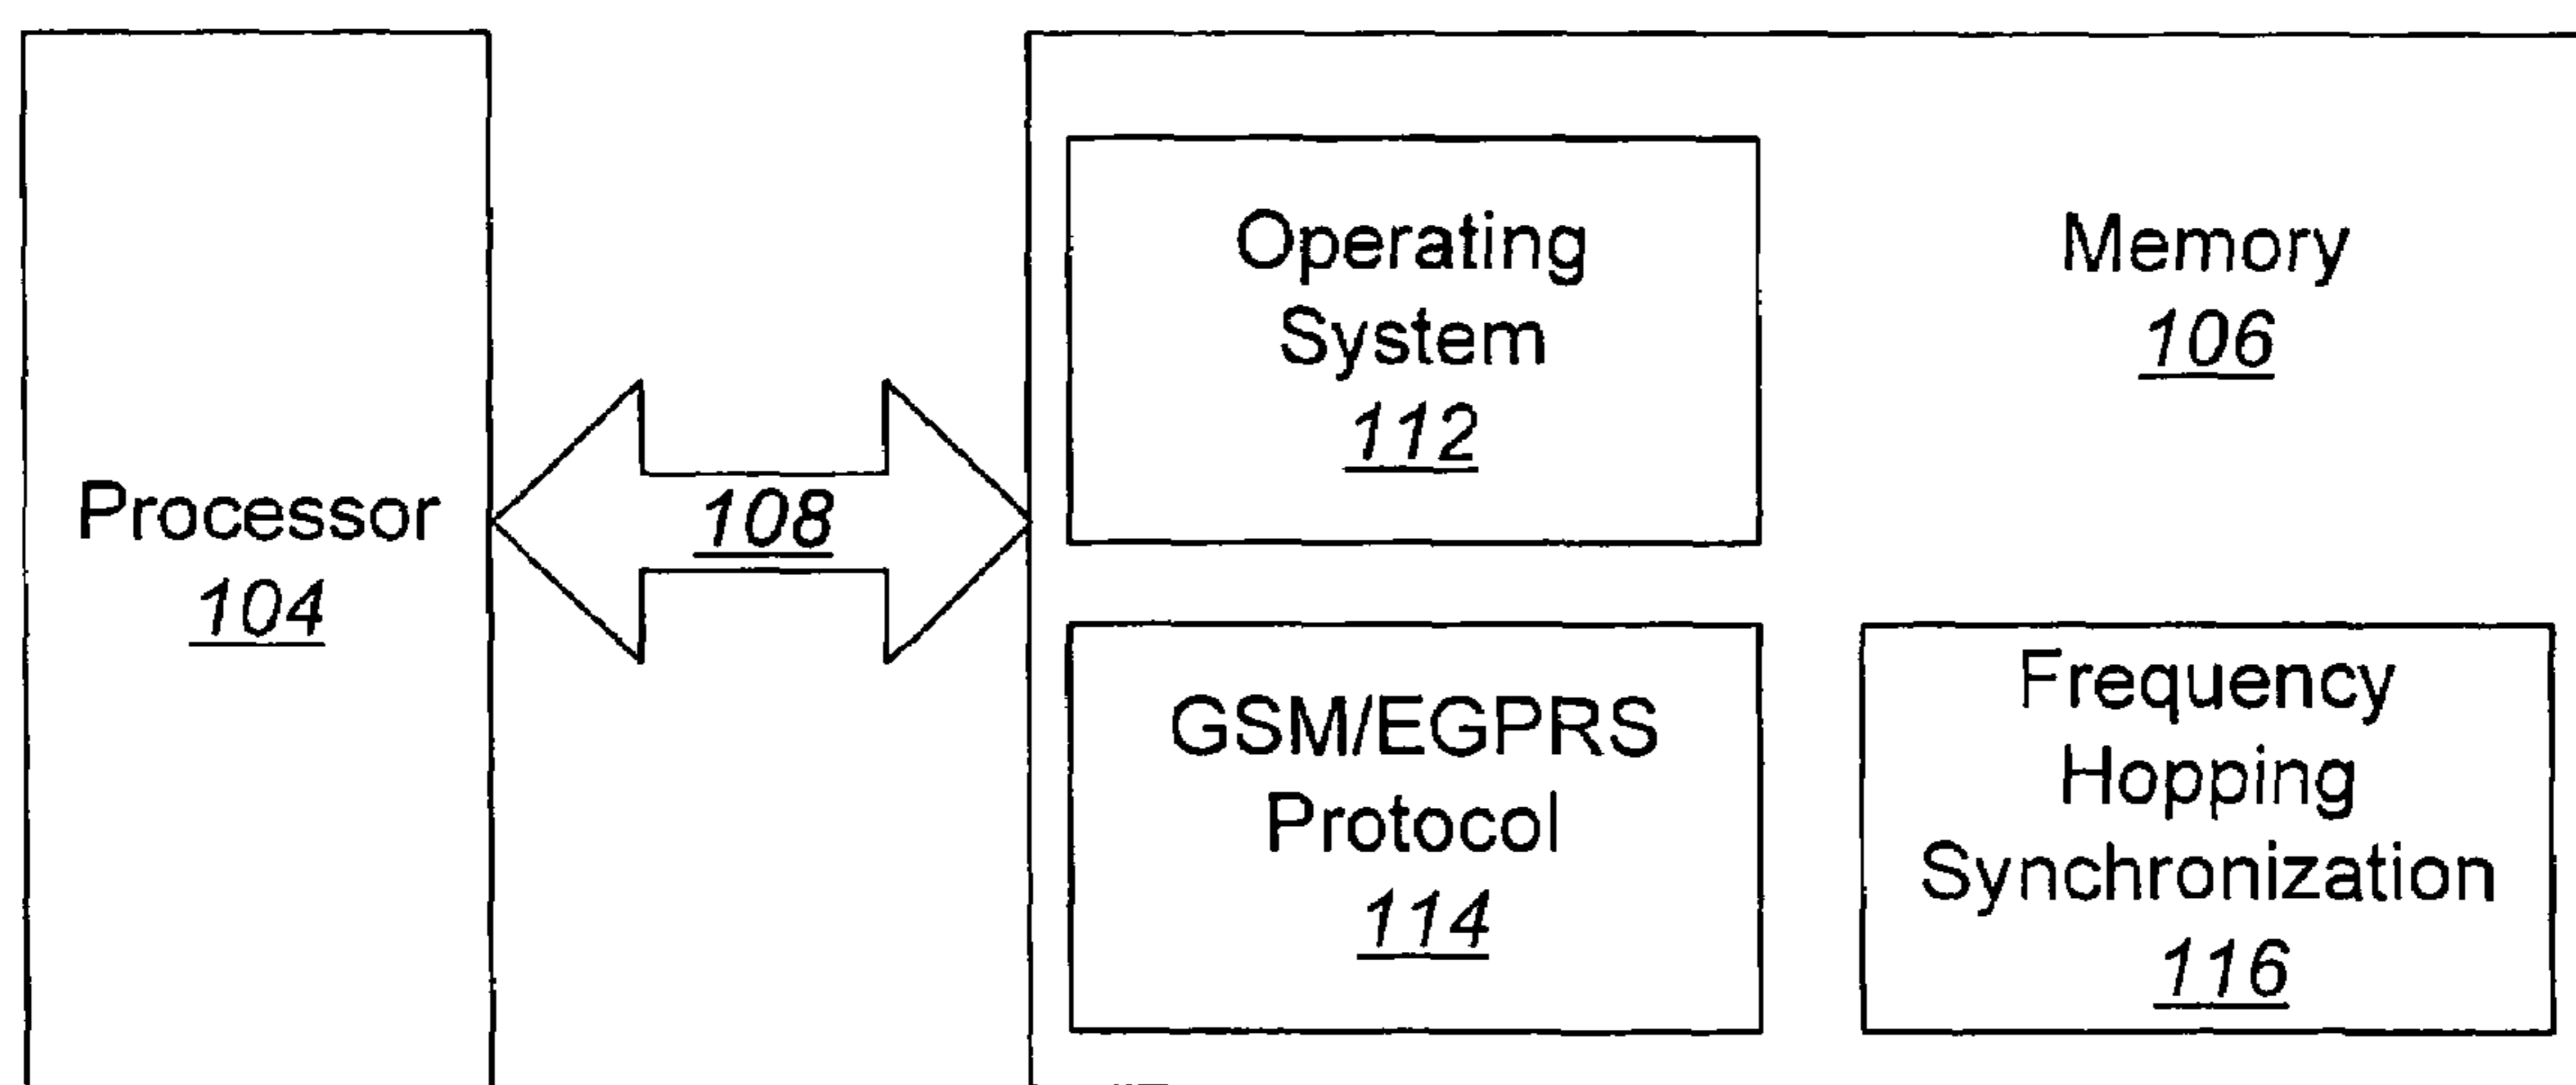 Processor
104
108
Operating
System
112
Memory
106
GSM/EGPRS
Protocol
114
Frequency
Hopping
Synchronization
116